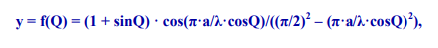 y = f(Q) = (1 + sinQ) · cos(π·a/λ·cosQ)/((π/2)² – (π·a/λ·cosQ)²),